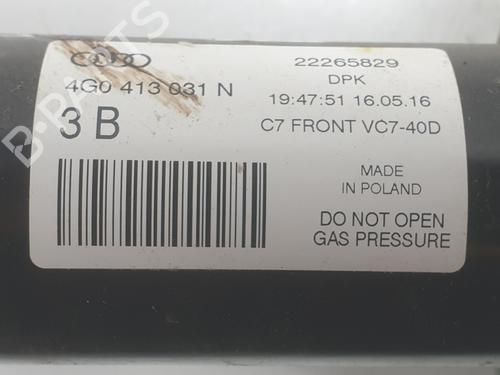 4G0 413 031 N
3 B
22265829
DPK
19:47:51 16.05.16
C7 FRONT VC7-40D
MADE
IN POLAND
DO NOT OPEN
GAS PRESSURE
B-PARTS